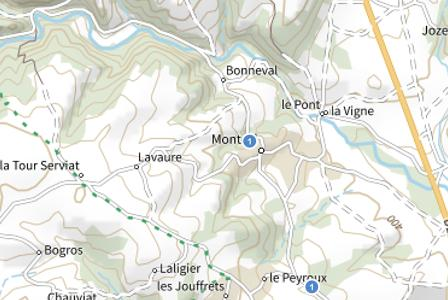 Joze
Bonneval
le Pont
la Vigne
Mont
1
Lavaure
la Tour Serviat
400
Bogros
Laligier
le Peyroux
les Jouffrets
1
Chauviat